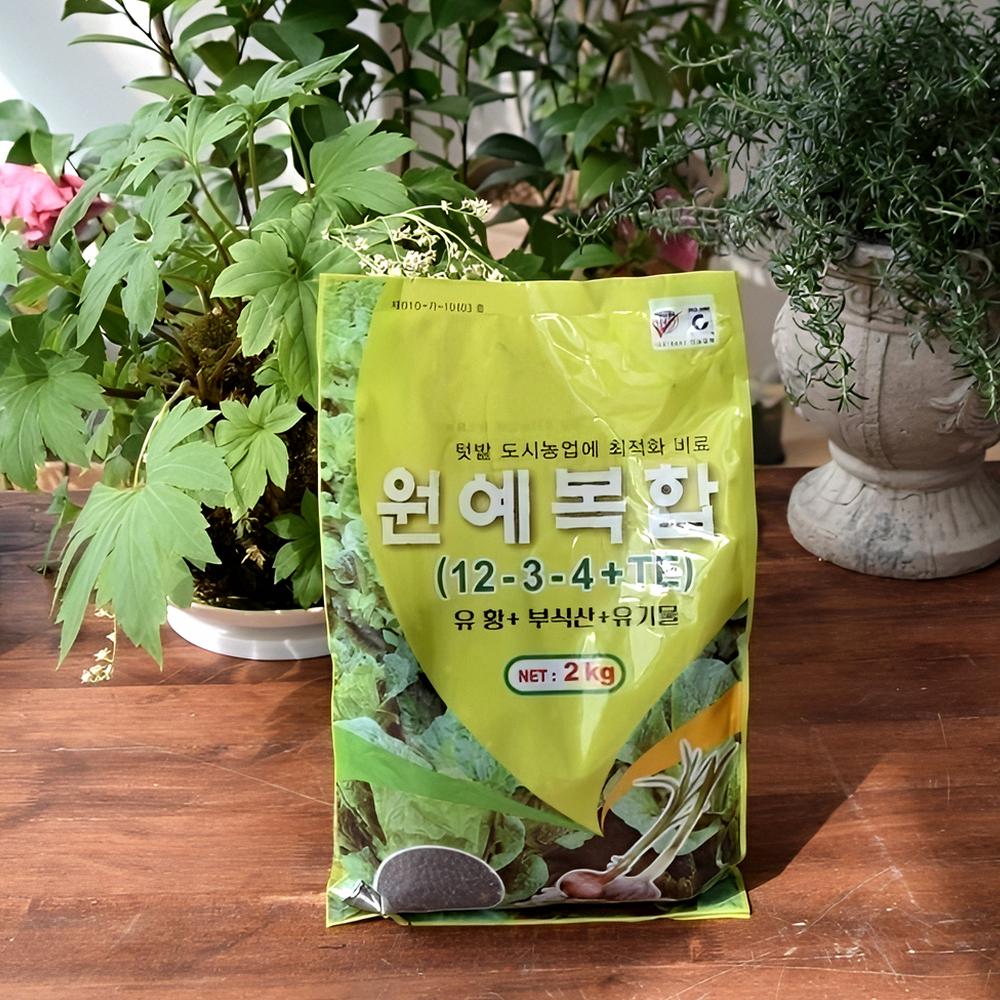 텃밭 도시농업에 최적화 비료
원예복합
(12-3-4+TE)
유황+부식산+유기물
NET: 2kg